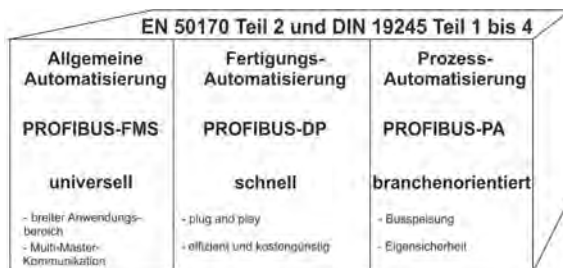 EN 50170 Teil 2 und DIN 19245 Teil 1 bis 4
Allgemeine
Automatisierung
PROFIBUS-FMS
universell
- breiter Anwendungs-
bereich
- Multi-Master-
Kommunikation
Fertigungs-
Automatisierung
PROFIBUS-DP
schnell
- plug and play
- effizient und kostengünstig
Prozess-
Automatisierung
PROFIBUS-PA
branchenorientiert
- Busspeisung
- Eigensicherheit